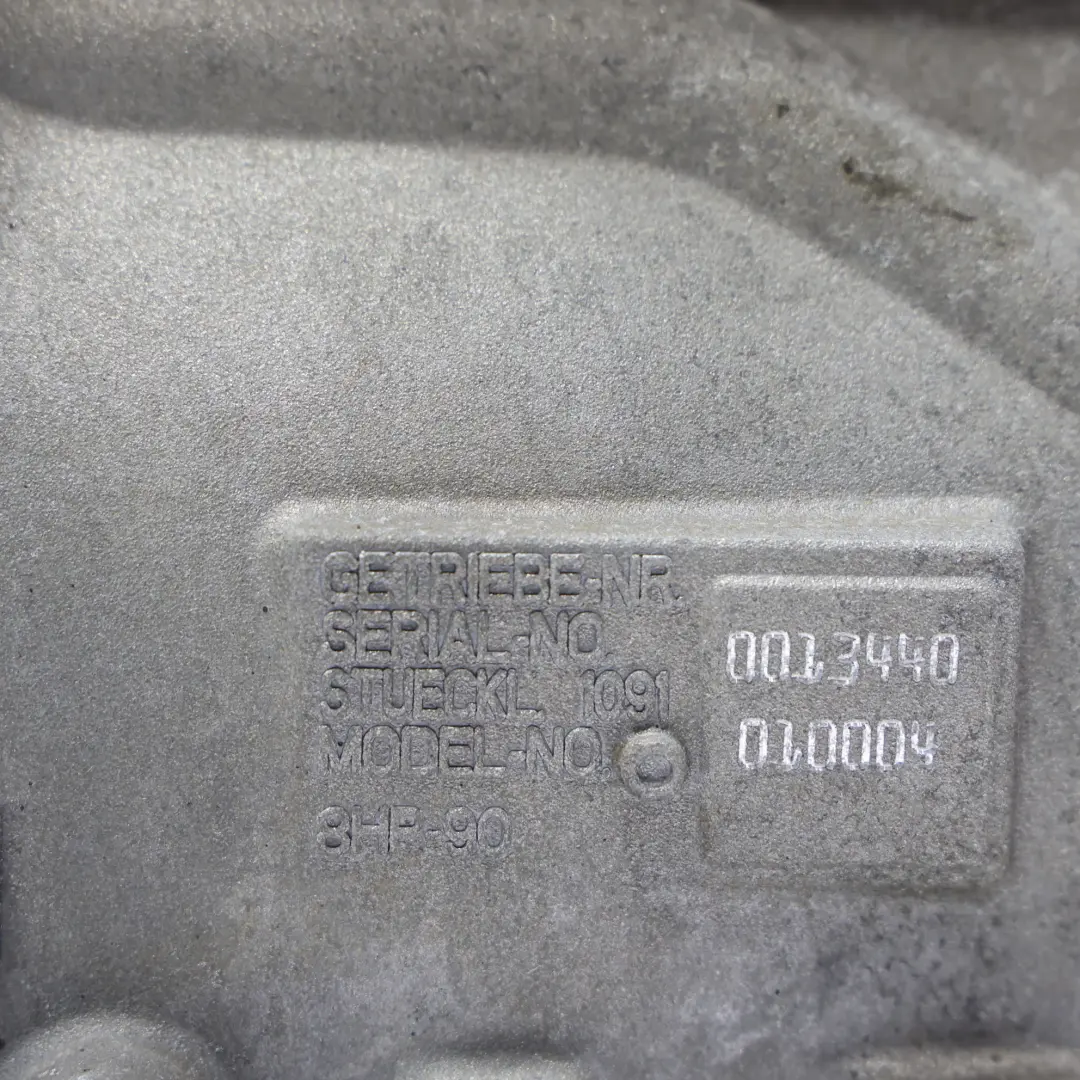 GETRIEBE-NR.
SERIAL-NO. 0013440
STUECKL. 1091
MODEL-NO. 010004
8HP-90